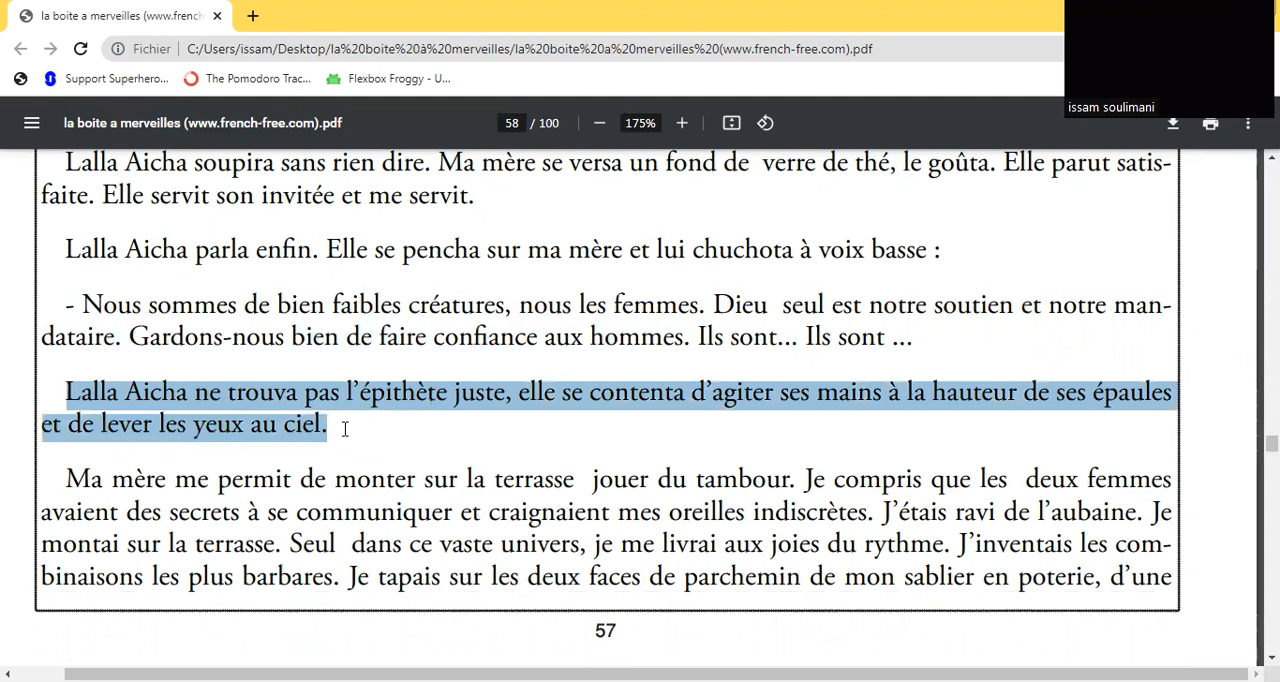 la boite a merveilles (www.french
Fichier
C:/Users/issam/Desktop/la%20boite%20à%20merveilles/la%20boite%20a%20merveilles%20(www.french-free.com).pdf
Support Superhero...
The Pomodoro Trac...
Flexbox Froggy - U...
issam soulimani
la boite a merveilles (www.french-free.com).pdf
58 / 100
175%
Lalla Aicha soupira sans rien dire. Ma mère se versa un fond de verre de thé, le goûta. Elle parut satis-
faite. Elle servit son invitée et me servit.
Lalla Aicha parla enfin. Elle se pencha sur ma mère et lui chuchota à voix basse :
- Nous sommes de bien faibles créatures, nous les femmes. Dieu seul est notre soutien et notre man-
dataire. Gardons-nous bien de faire confiance aux hommes. Ils sont... Ils sont ...
Lalla Aicha ne trouva pas l'épithète juste, elle se contenta d'agiter ses mains à la hauteur de ses épaules
et de lever les yeux au ciel.
Ma mère me permit de monter sur la terrasse jouer du tambour. Je compris que les deux femmes
avaient des secrets à se communiquer et craignaient mes oreilles indiscrètes. J'étais ravi de l'aubaine. Je
montai sur la terrasse. Seul dans ce vaste univers, je me livrai aux joies du rythme. J'inventais les com-
binaisons les plus barbares. Je tapais sur les deux faces de parchemin de mon sablier en poterie, d'une
57